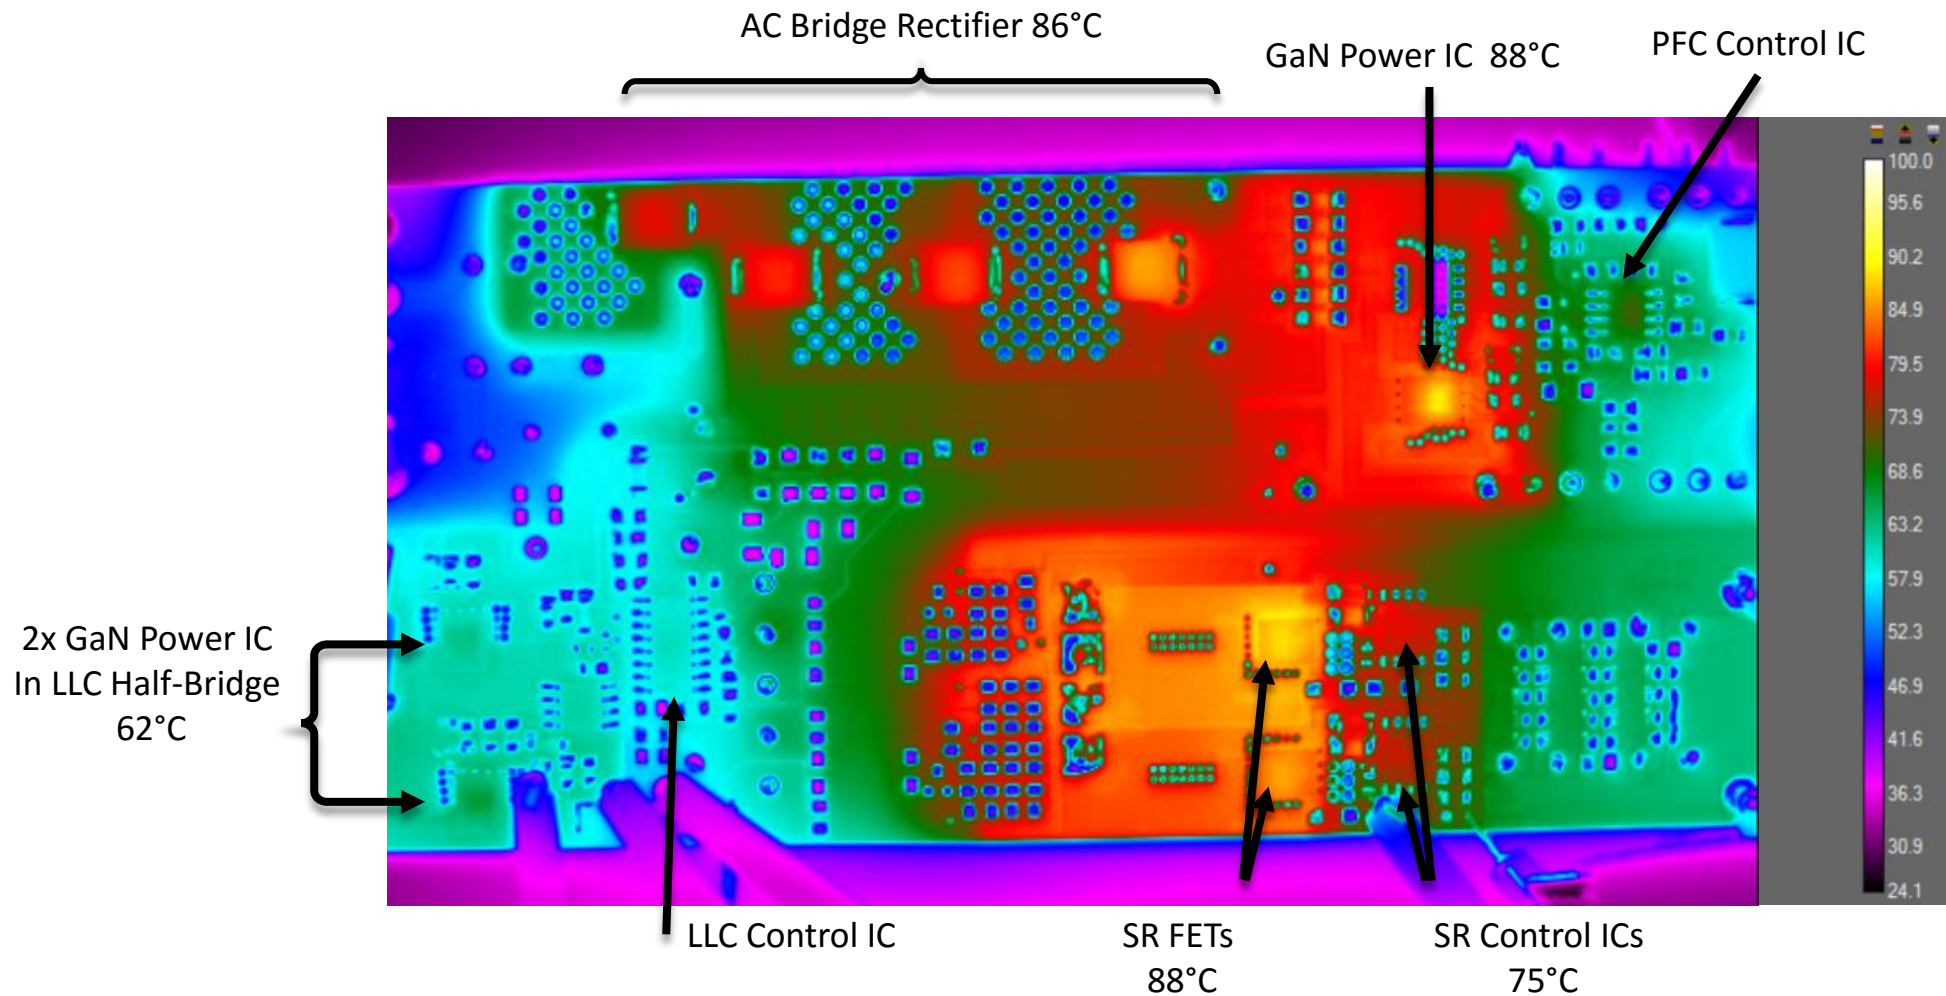 AC Bridge Rectifier 86°C
GaN Power IC 88°C
PFC Control IC
100.0
95.6
90.2
84.9
79.5
73.9
68.6
63.2
57.9
52.3
46.9
41.6
36.3
30.9
24.1
2x GaN Power IC
In LLC Half-Bridge
62°C
LLC Control IC
SR FETs
88°C
SR Control ICs
75°C